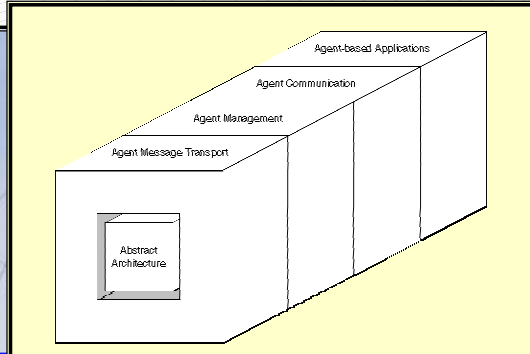 Agent-based Applications
Agent Communication
Agent Management
Agent Message Transport
Abstract
Architecture